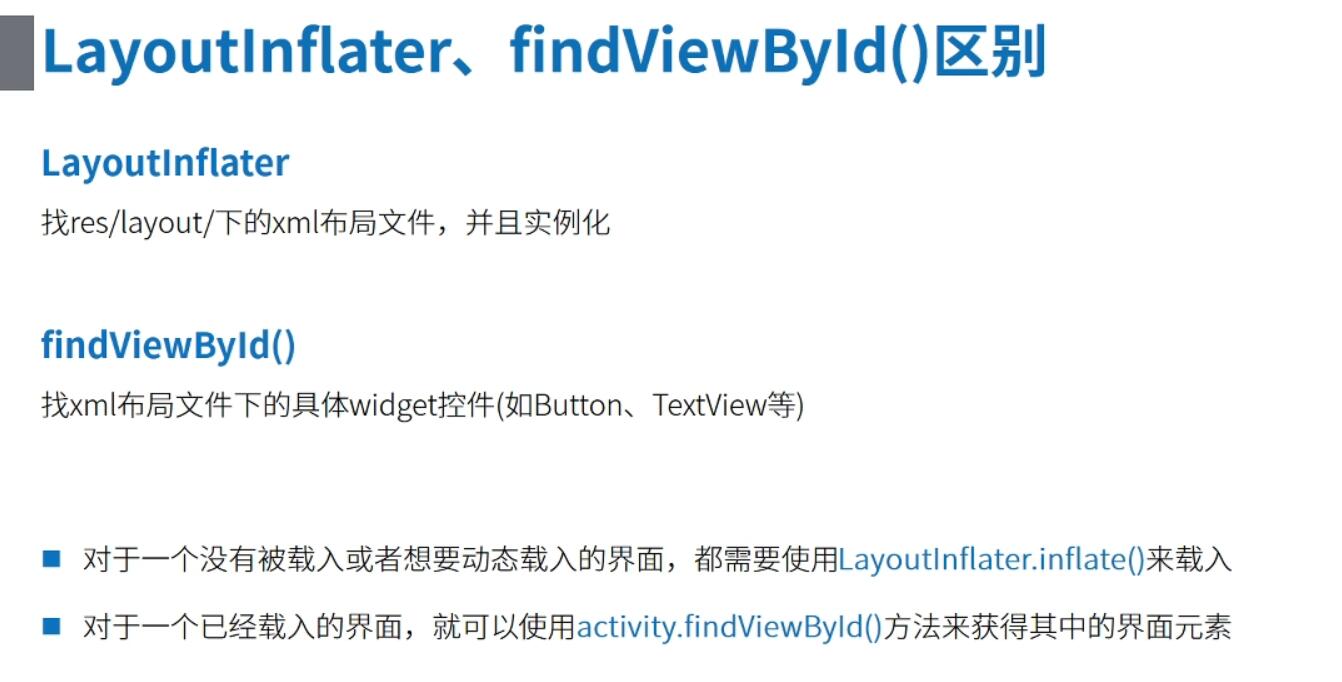 LayoutInflater、findViewById()区别
LayoutInflater
找res/layout/下的xml布局文件，并且实例化
findViewById()
找xml布局文件下的具体widget控件(如Button、TextView等)
对于一个没有被载入或者想要动态载入的界面，都需要使用LayoutInflater.inflate()来载入
对于一个已经载入的界面，就可以使用activity.findViewById()方法来获得其中的界面元素